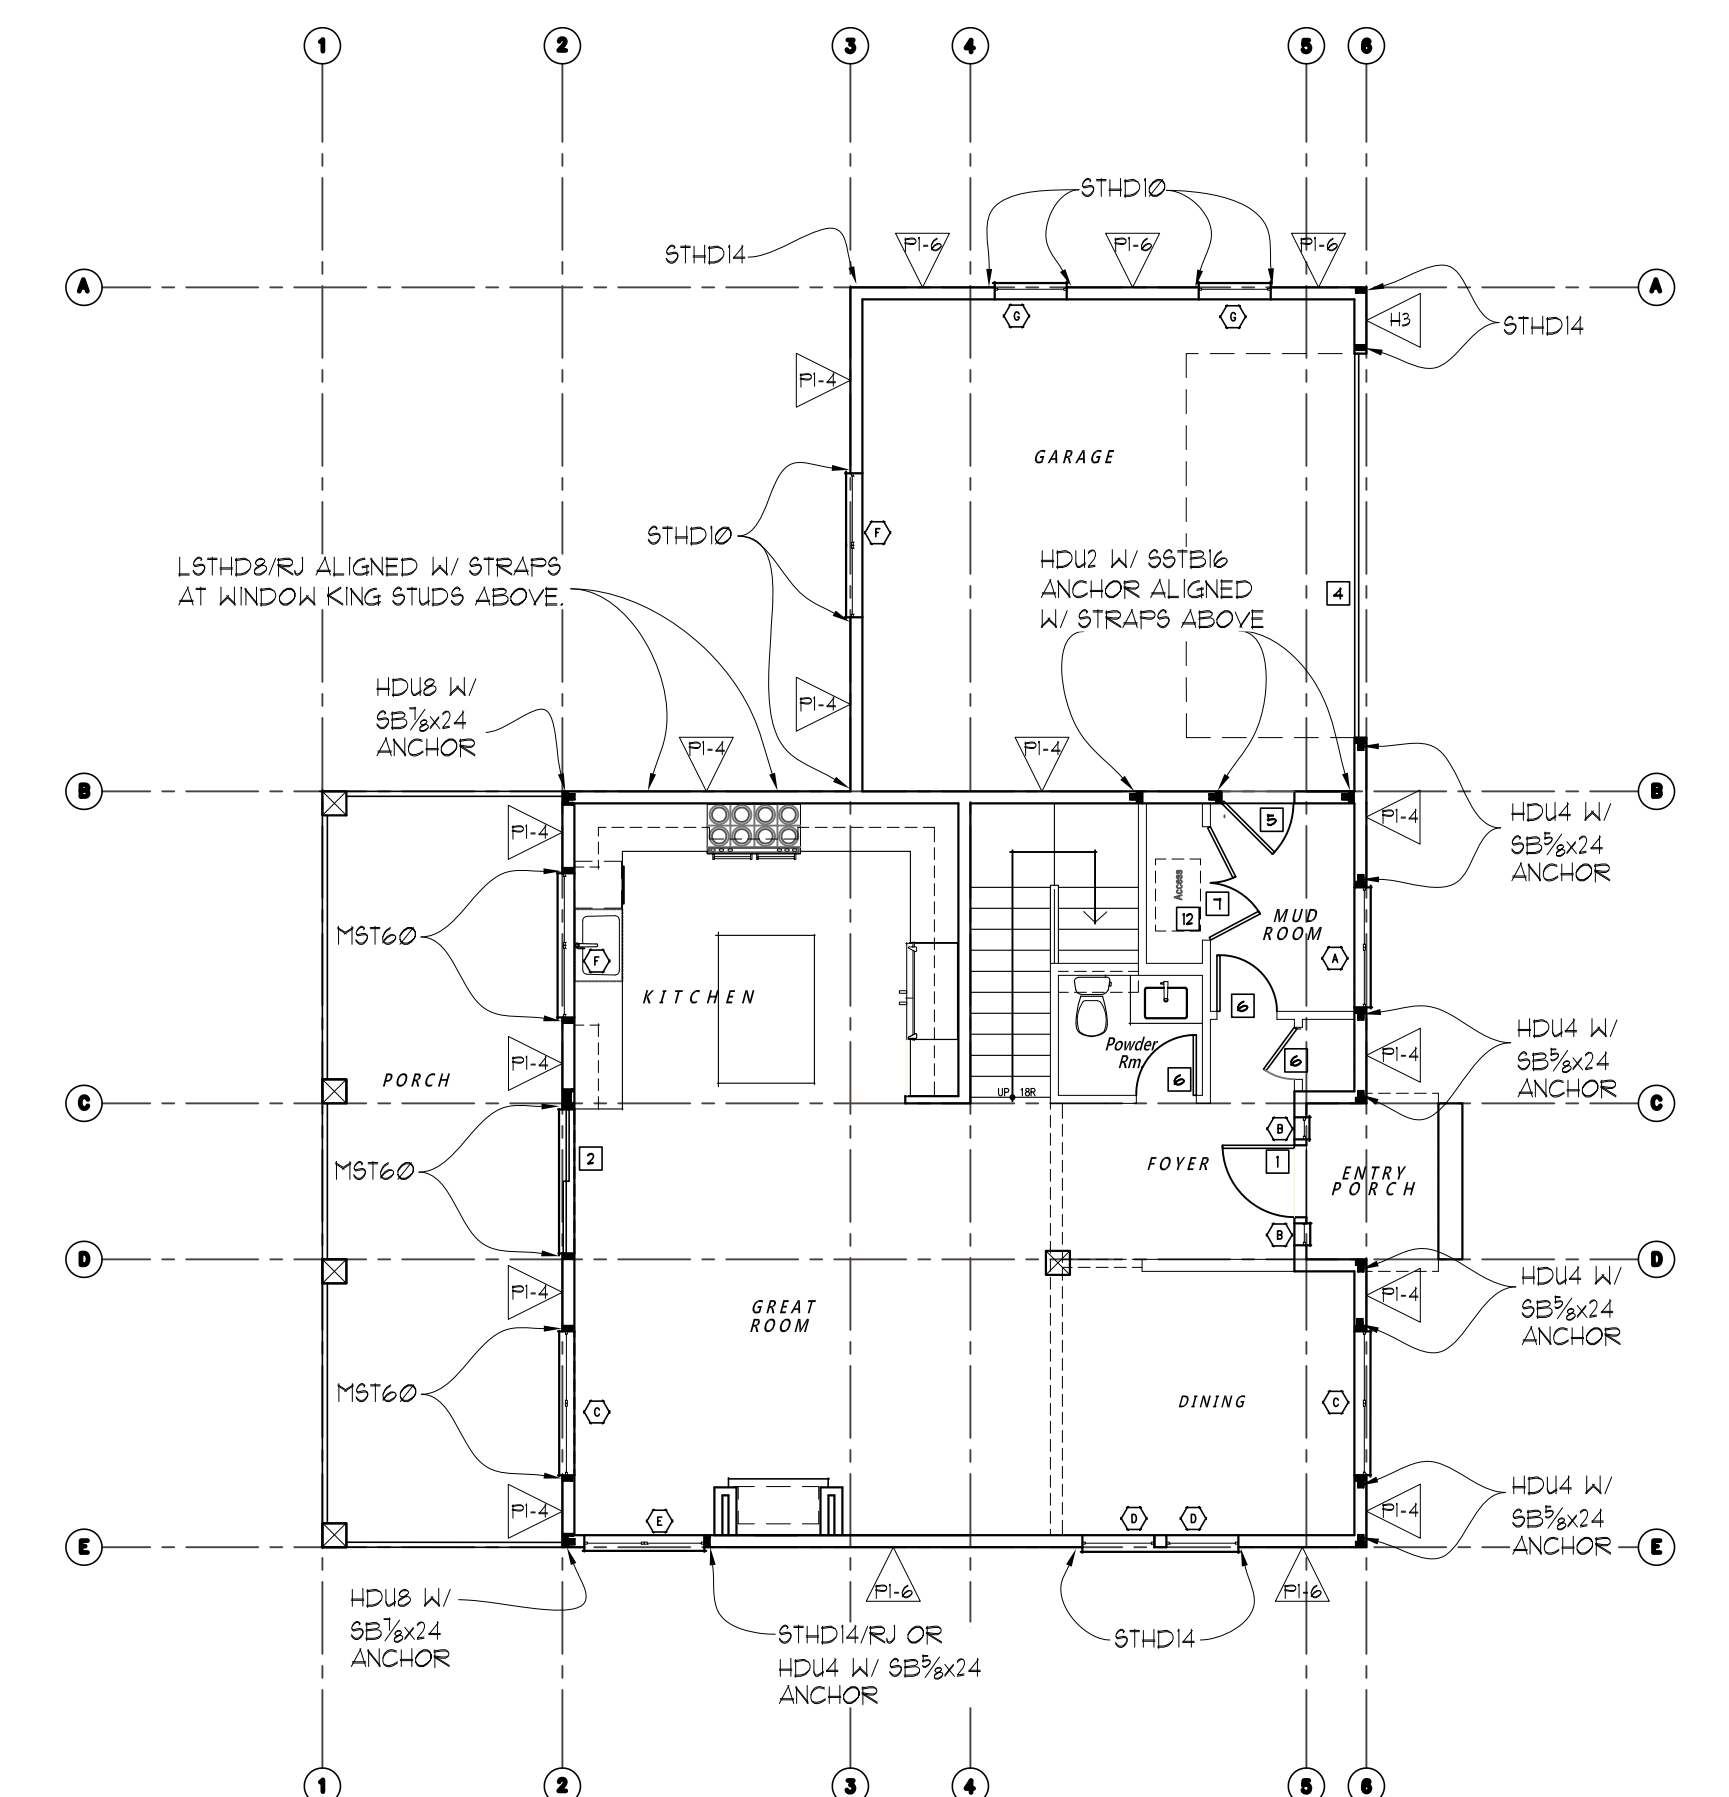 1 2 3 4 5 6
STHD10
P1-6 P1-6 P1-6
STHD14
A A
H3
STHD14
G G
P1-4
GARAGE
STHD10
F
LSTHD8/RJ ALIGNED W/ STRAPS
AT WINDOW KING STUDS ABOVE.
HDU2 W/ SSTB16
ANCHOR ALIGNED
W/ STRAPS ABOVE
4
HDU8 W/
SB7/8x24
ANCHOR
P1-4
P1-4 P1-4
B B
P1-4
5
P1-4
HDU4 W/
SB5/8x24
ANCHOR
Access
7
12
MUD
ROOM
MST60
F
A
KITCHEN
6
HDU4 W/
SB5/8x24
ANCHOR
Powder
Rm.
6
6
P1-4
P1-4
PORCH
UP 18R
C C
B
MST60
2
FOYER
1
ENTRY
PORCH
B
D D
P1-4
P1-4
HDU4 W/
SB5/8x24
ANCHOR
GREAT
ROOM
MST60
C
DINING
C
P1-4
E
D D
P1-4
HDU4 W/
SB5/8x24
ANCHOR
E E
HDU8 W/
SB7/8x24
ANCHOR
P1-6
P1-6
STHD14/RJ OR
HDU4 W/ SB5/8x24
ANCHOR
STHD14
1 2 3 4 5 6